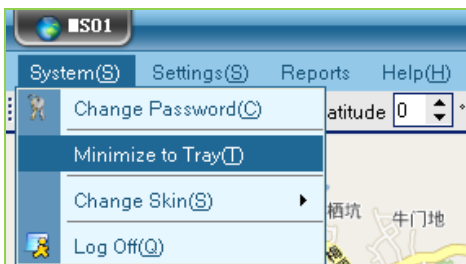 ■S01
System(S) Settings(S) Reports Help(H)
Change Password(C)
atitude 0 °
Minimize to Tray(T)
Change Skin(S)
栖坑
牛门地
Log Off(Q)